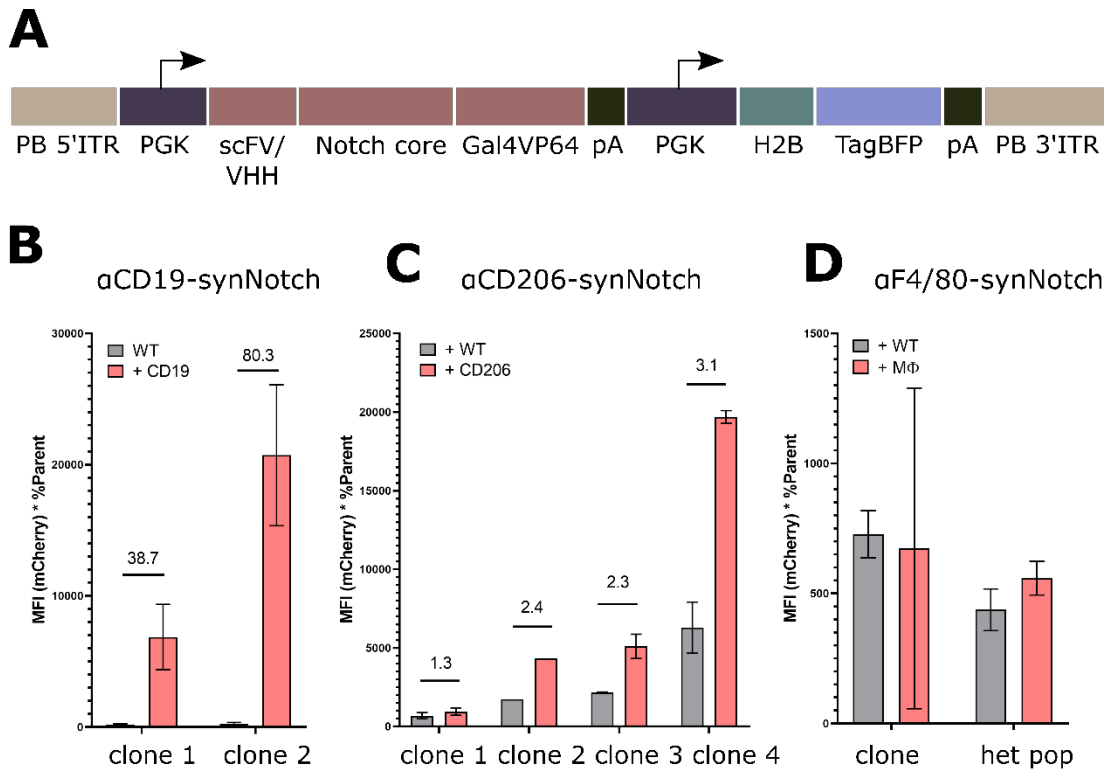 A
PB 5'ITR PGK scFV/ Notch core Gal4VP64 pA PGK H2B TagBFP pA PB 3'ITR
VHH
B
αCD19-synNotch
MFI (mCherry) * %Parent
30000
20000
10000
0
WT
+ CD19
38.7
80.3
clone 1 clone 2
C
αCD206-synNotch
MFI (mCherry) * %Parent
25000
20000
15000
10000
5000
0
+ WT
+ CD206
1.3
2.4
2.3
3.1
clone 1 clone 2 clone 3 clone 4
D
αF4/80-synNotch
MFI (mCherry) * %Parent
1500
1000
500
0
+ WT
+ MΦ
clone het pop